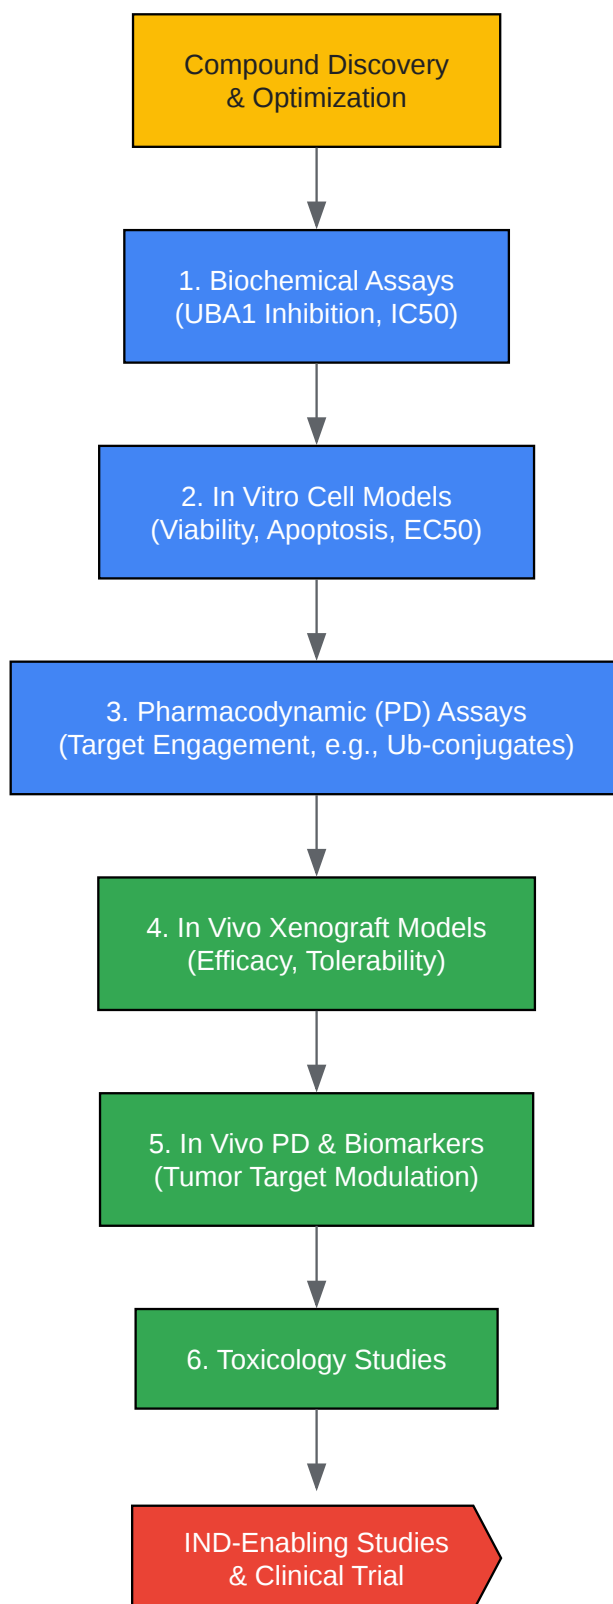 Compound Discovery
& Optimization
1. Biochemical Assays
(UBA1 Inhibition, IC50)
2. In Vitro Cell Models
(Viability, Apoptosis, EC50)
3. Pharmacodynamic (PD) Assays
(Target Engagement, e.g., Ub-conjugates)
4. In Vivo Xenograft Models
(Efficacy, Tolerability)
5. In Vivo PD & Biomarkers
(Tumor Target Modulation)
6. Toxicology Studies
IND-Enabling Studies
& Clinical Trial